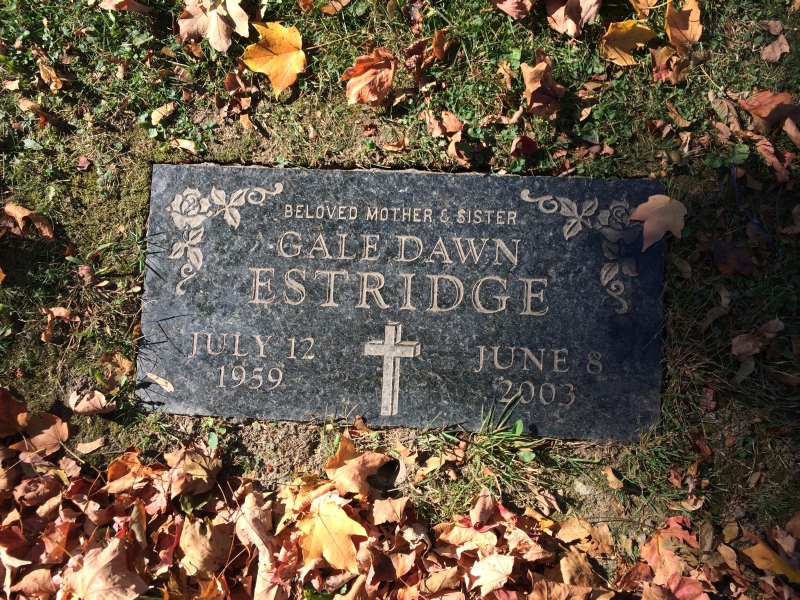 BELOVED MOTHER & SISTER
GALE DAWN
ESTRIDGE
JULY 12
1959
JUNE 8
2003